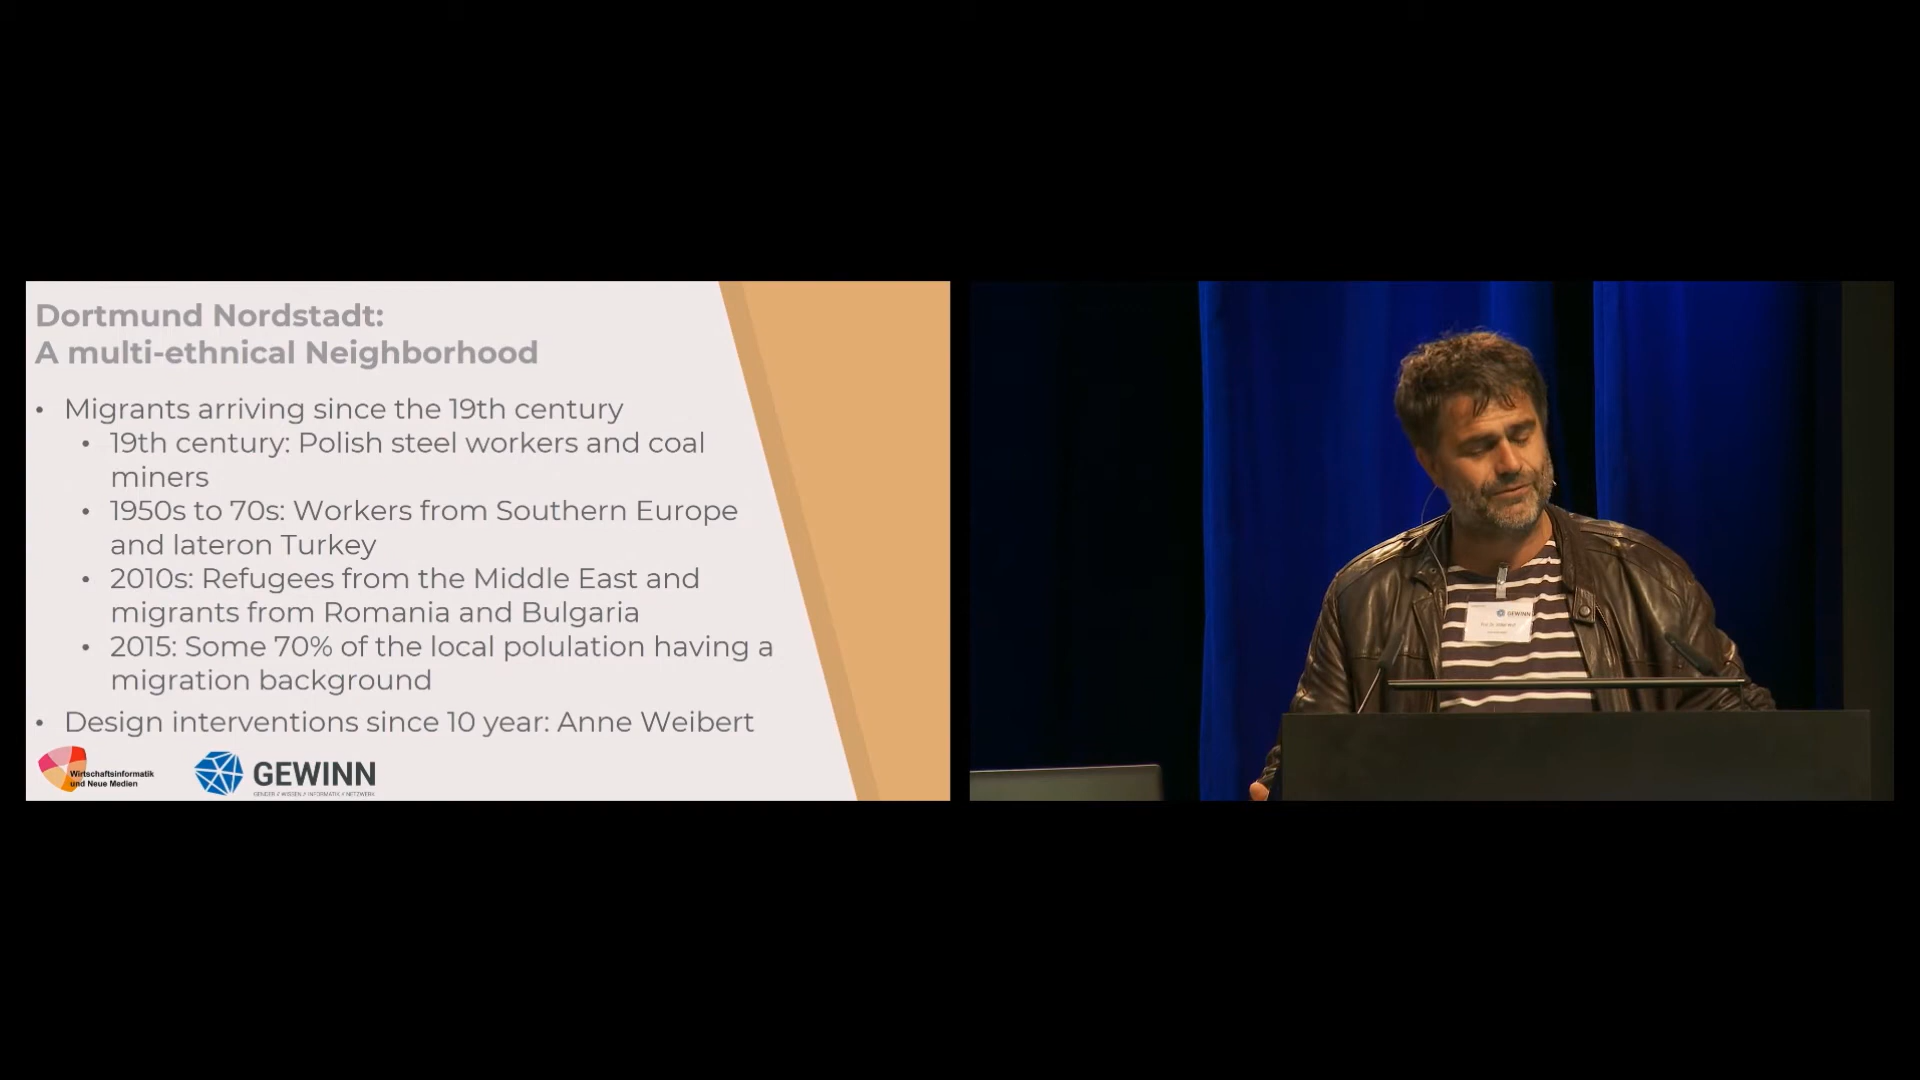 Dortmund Nordstadt:
A multi-ethnical Neighborhood
• Migrants arriving since the 19th century
• 19th century: Polish steel workers and coal
miners
• 1950s to 70s: Workers from Southern Europe
and lateron Turkey
• 2010s: Refugees from the Middle East and
migrants from Romania and Bulgaria
• 2015: Some 70% of the local polulation having a
migration background
• Design interventions since 10 year: Anne Weibert
Wirtschaftsinformatik
und Neue Medien
GEWINN
GENDER // WISSEN // INFORMATIK // NETZWERK
GEWINN